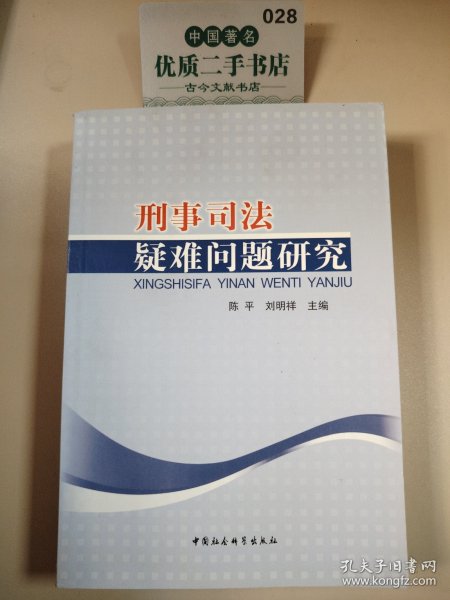 028
中国著名
优质二手书店
古今文献书店
刑事司法
疑难问题研究
XINGSHISIFA YINAN WENTI YANJIU
陈 平 刘明祥 主编
中国社会科学出版社
孔夫子旧书网
www.kongfz.com